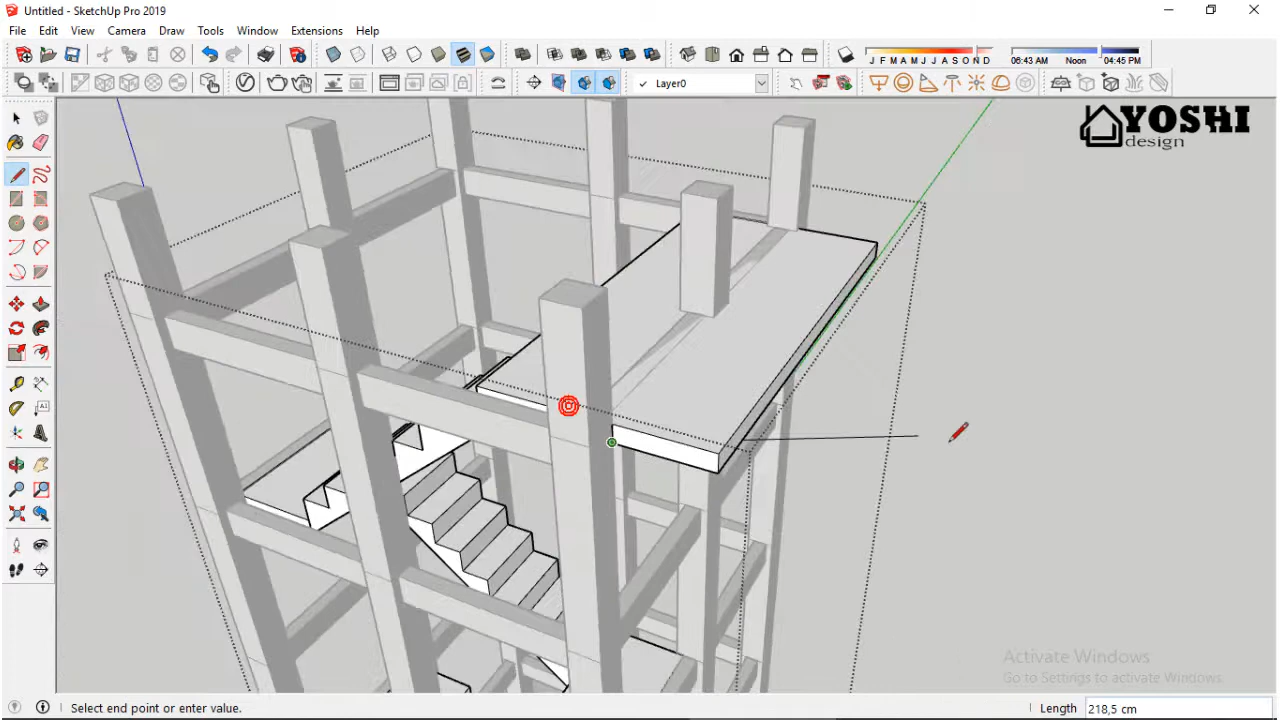 Untitled - SketchUp Pro 2019
File Edit View Camera Draw Tools Window Extensions Help
J F M A M J J A S O N D 06:43 AM Noon 04:45 PM
Layer0
YOSHI
design
Activate Windows
Go to Settings to activate Windows.
Select end point or enter value.
Length 218,5 cm